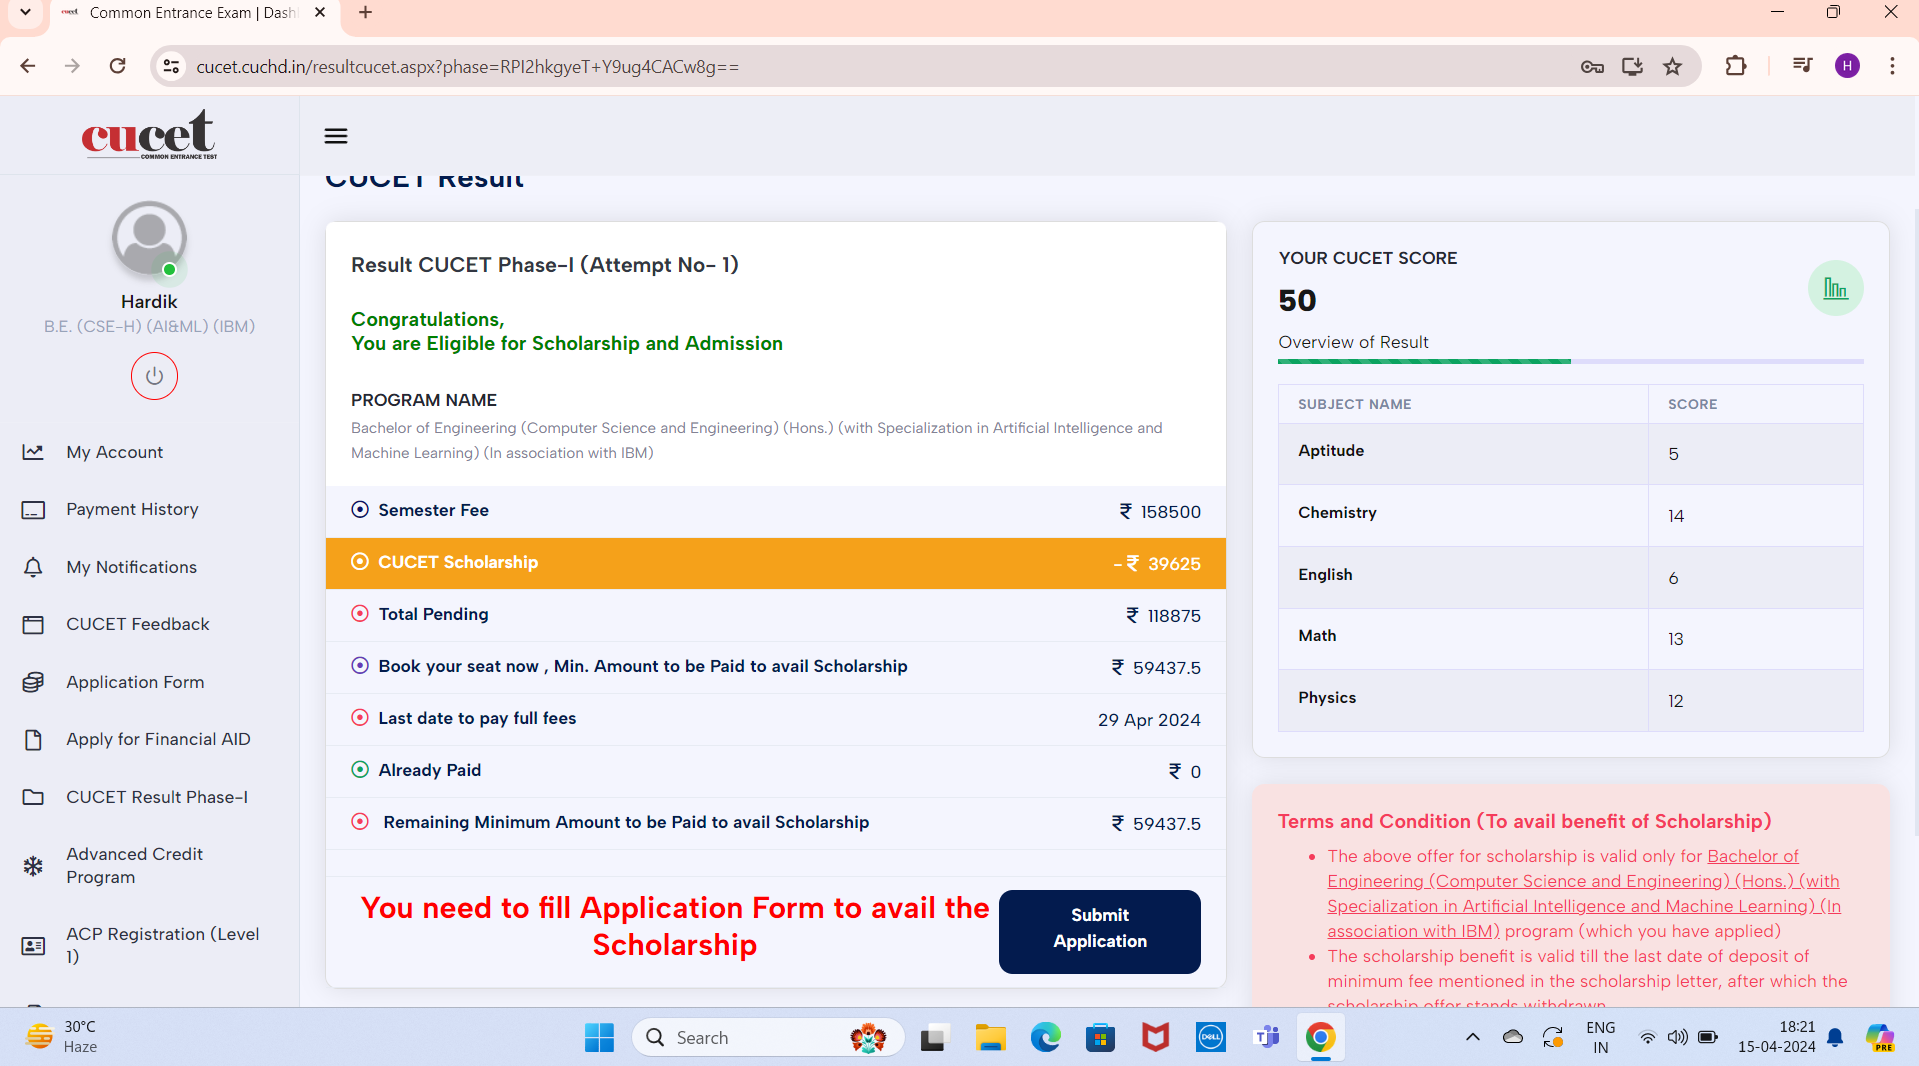 Common Entrance Exam | Dash
cucet.cuchd.in/resultcucet.aspx?phase=RPI2hkgyeT+Y9ug4CACw8g==
H
cucet
COMMON ENTRANCE TEST
Hardik
B.E. (CSE-H) (AI&ML) (IBM)
My Account
Payment History
My Notifications
CUCET Feedback
Application Form
Apply for Financial AID
CUCET Result Phase-I
Advanced Credit
Program
ACP Registration (Level
1)
CUCET Result
Result CUCET Phase-I (Attempt No- 1)
Congratulations,
You are Eligible for Scholarship and Admission
PROGRAM NAME
Bachelor of Engineering (Computer Science and Engineering) (Hons.) (with Specialization in Artificial Intelligence and
Machine Learning) (In association with IBM)
Semester Fee ₹ 158500
CUCET Scholarship - ₹ 39625
Total Pending ₹ 118875
Book your seat now , Min. Amount to be Paid to avail Scholarship ₹ 59437.5
Last date to pay full fees 29 Apr 2024
Already Paid ₹ 0
Remaining Minimum Amount to be Paid to avail Scholarship ₹ 59437.5
You need to fill Application Form to avail the
Scholarship
Submit
Application
YOUR CUCET SCORE
50
Overview of Result
SUBJECT NAME SCORE
Aptitude 5
Chemistry 14
English 6
Math 13
Physics 12
Terms and Condition (To avail benefit of Scholarship)
• The above offer for scholarship is valid only for Bachelor of
Engineering (Computer Science and Engineering) (Hons.) (with
Specialization in Artificial Intelligence and Machine Learning) (In
association with IBM) program (which you have applied)
• The scholarship benefit is valid till the last date of deposit of
minimum fee mentioned in the scholarship letter, after which the
scholarship offer stands withdrawn
30°C
Haze
Search
DELL
PRE
ENG
IN
18:21
15-04-2024